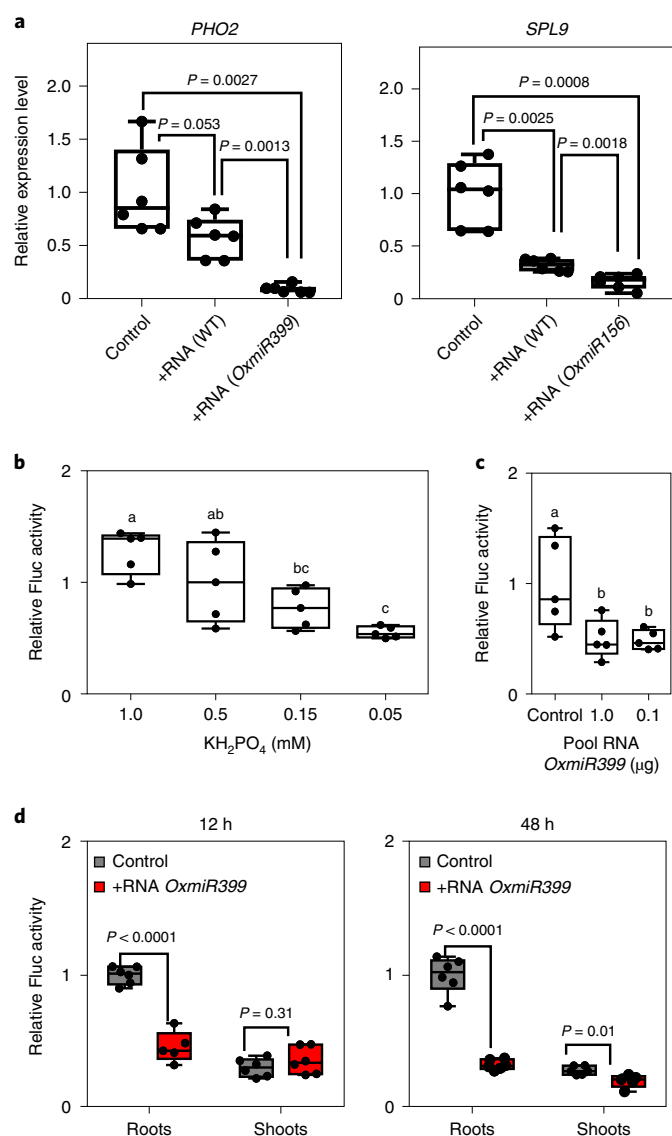 a
PHO2
SPL9
Relative expression level
2.0
1.5
1.0
0.5
0
P = 0.0027
P = 0.053
P = 0.0013
Control
+RNA (WT)
+RNA (OxmiR399)
2.0
1.5
1.0
0.5
0
P = 0.0008
P = 0.0025
P = 0.0018
Control
+RNA (WT)
+RNA (OxmiR156)
b
Relative Fluc activity
2
1
0
a
ab
bc
c
1.0
0.5
0.15
0.05
KH₂PO₄ (mM)
c
Relative Fluc activity
2
1
0
a
b
b
Control
1.0
0.1
Pool RNA
OxmiR399 (μg)
d
12 h
Relative Fluc activity
2
1
0
Control
+RNA OxmiR399
P < 0.0001
P = 0.31
Roots
Shoots
48 h
2
1
0
Control
+RNA OxmiR399
P < 0.0001
P = 0.01
Roots
Shoots